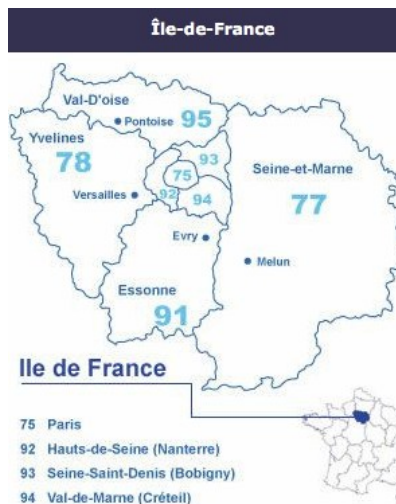 Île-de-France
Val-D'oise
Pontoise 95
Yvelines
78
93
Seine-et-Marne
75
77
Versailles
92 94
Evry
Melun
Essonne
91
Ile de France
75 Paris
92 Hauts-de-Seine (Nanterre)
93 Seine-Saint-Denis (Bobigny)
94 Val-de-Marne (Créteil)